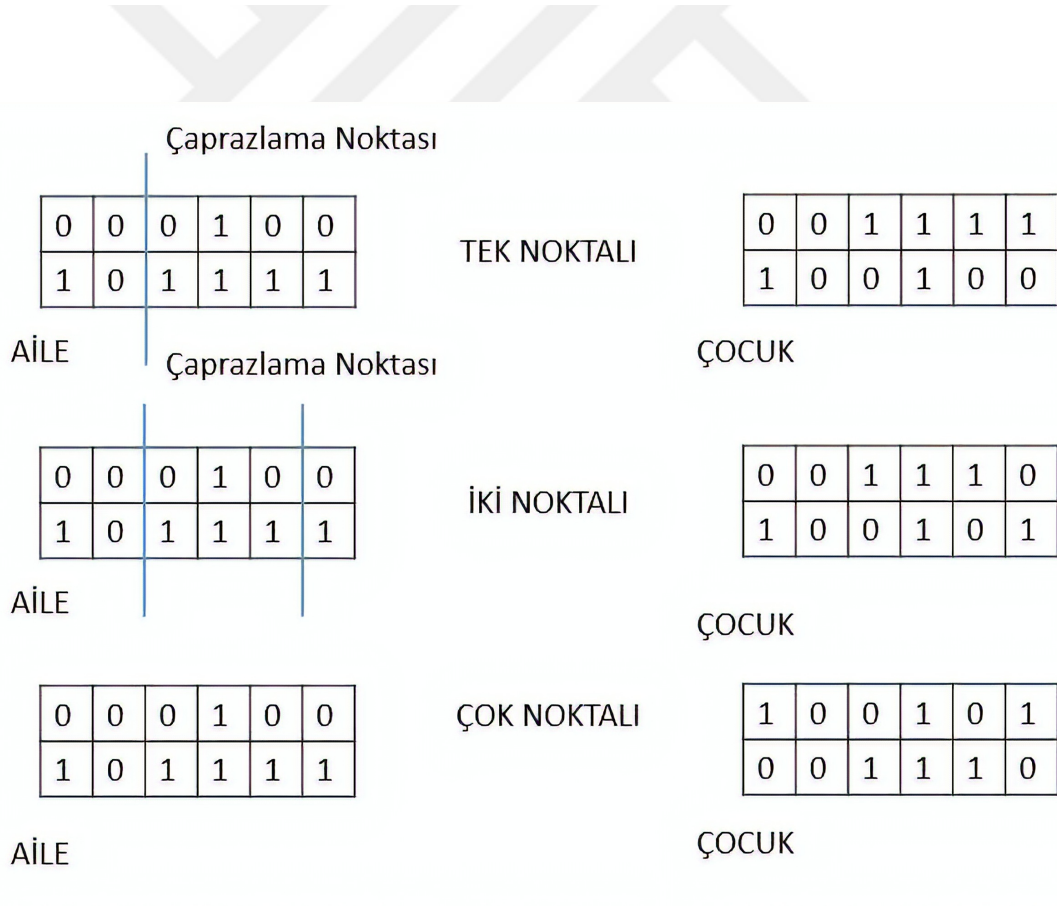 Çaprazlama Noktası
0 0 0 1 0 0
1 0 1 1 1 1
TEK NOKTALI
0 0 1 1 1 1
1 0 0 1 0 0
AİLE
ÇOCUK
Çaprazlama Noktası
0 0 0 1 0 0
1 0 1 1 1 1
İKİ NOKTALI
0 0 1 1 1 0
1 0 0 1 0 1
AİLE
ÇOCUK
0 0 0 1 0 0
1 0 1 1 1 1
ÇOK NOKTALI
1 0 0 1 0 1
0 0 1 1 1 0
AİLE
ÇOCUK